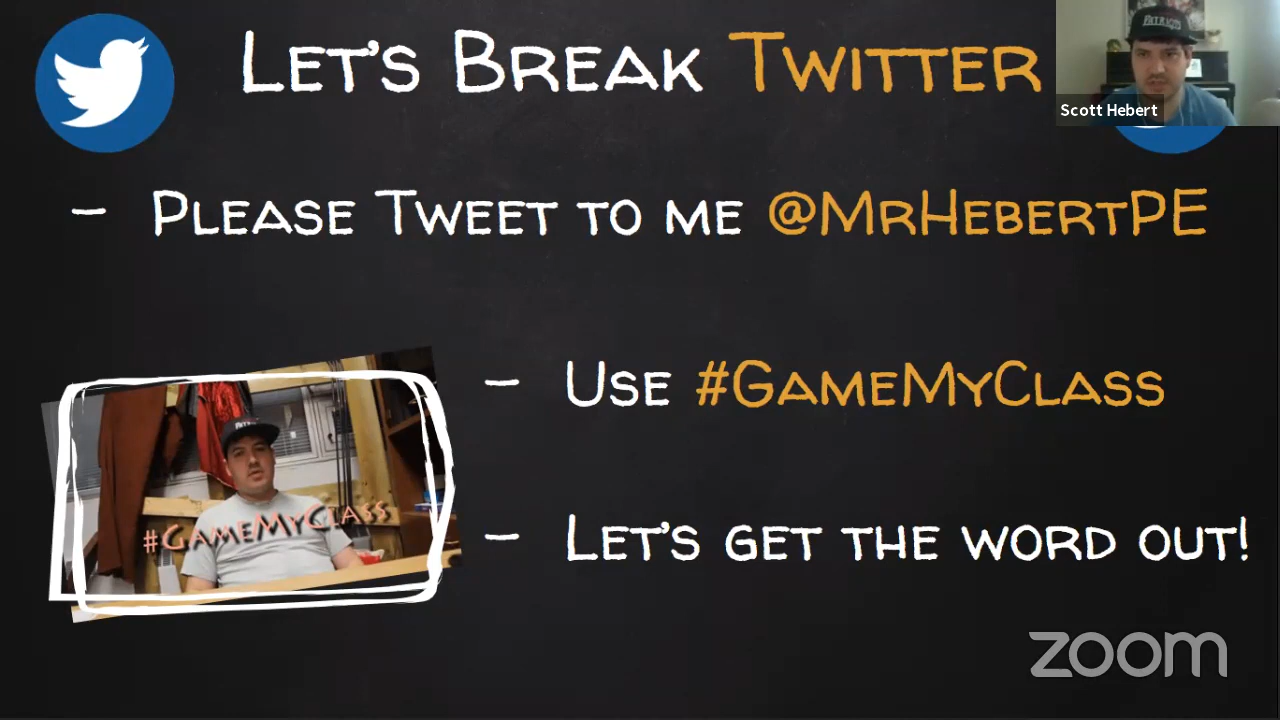 Let's Break Twitter
PATRIOTS
Scott Hebert
- Please Tweet to me @MrHebertPE
- Use #GameMyClass
#GameMyClass
- Let's get the word out!
zoom